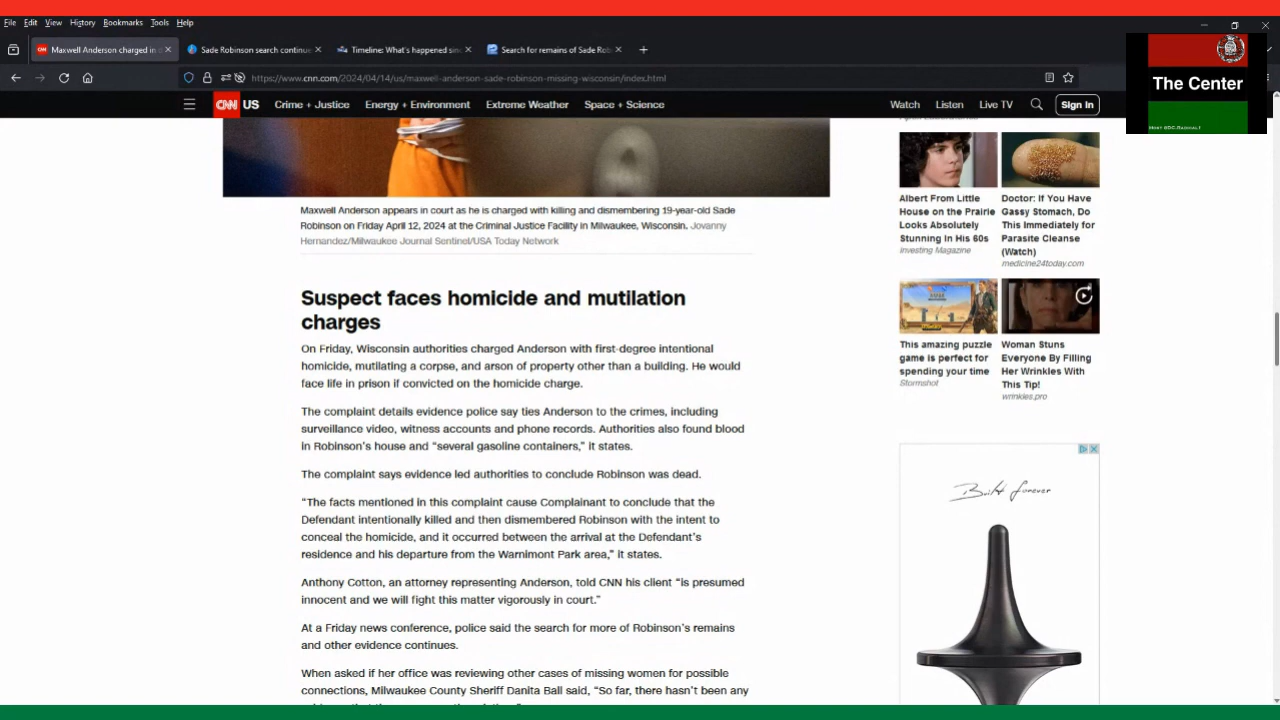 File Edit View History Bookmarks Tools Help
Maxwell Anderson charged in d
Sade Robinson search continue
Timeline: What's happened sin
Search for remains of Sade Rob
https://www.cnn.com/2024/04/14/us/maxwell-anderson-sade-robinson-missing-wisconsin/index.html
The Center
CNN US Crime + Justice Energy + Environment Extreme Weather Space + Science Watch Listen Live TV Sign in
Maxwell Anderson appears in court as he is charged with killing and dismembering 19-year-old Sade
Robinson on Friday April 12, 2024 at the Criminal Justice Facility in Milwaukee, Wisconsin. Jovanny
Hernandez/Milwaukee Journal Sentinel/USA Today Network
Suspect faces homicide and mutilation
charges
On Friday, Wisconsin authorities charged Anderson with first-degree intentional
homicide, mutilating a corpse, and arson of property other than a building. He would
face life in prison if convicted on the homicide charge.
The complaint details evidence police say ties Anderson to the crimes, including
surveillance video, witness accounts and phone records. Authorities also found blood
in Robinson's house and “several gasoline containers,” it states.
The complaint says evidence led authorities to conclude Robinson was dead.
“The facts mentioned in this complaint cause Complainant to conclude that the
Defendant intentionally killed and then dismembered Robinson with the intent to
conceal the homicide, and it occurred between the arrival at the Defendant's
residence and his departure from the Warnimont Park area,” it states.
Anthony Cotton, an attorney representing Anderson, told CNN his client “is presumed
innocent and we will fight this matter vigorously in court.”
At a Friday news conference, police said the search for more of Robinson's remains
and other evidence continues.
When asked if her office was reviewing other cases of missing women for possible
connections, Milwaukee County Sheriff Danita Ball said, “So far, there hasn't been any
Albert From Little
House on the Prairie
Looks Absolutely
Stunning In His 60s
Investing Magazine
Doctor: If You Have
Gassy Stomach, Do
This Immediately for
Parasite Cleanse
(Watch)
medicine24today.com
This amazing puzzle
game is perfect for
spending your time
Stormshot
Woman Stuns
Everyone By Filling
Her Wrinkles With
This Tip!
wrinkles.pro
Built forever